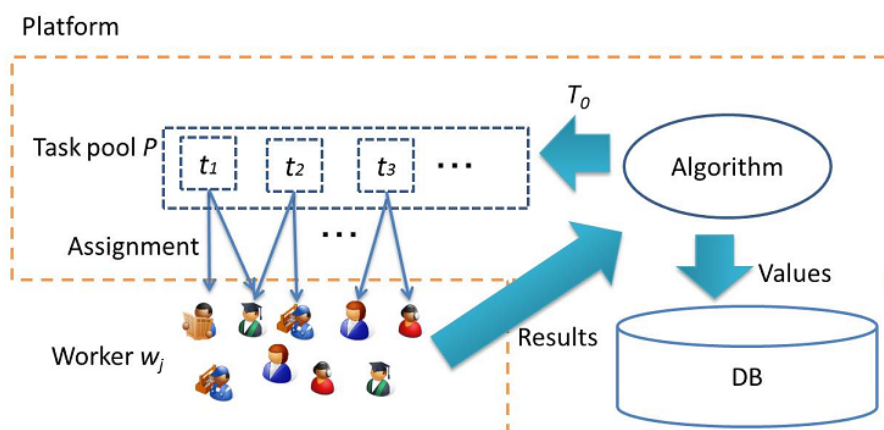 Platform
T0
Task pool P
t1
t2
t3
...
Algorithm
Assignment
...
Values
Worker wj
Results
DB